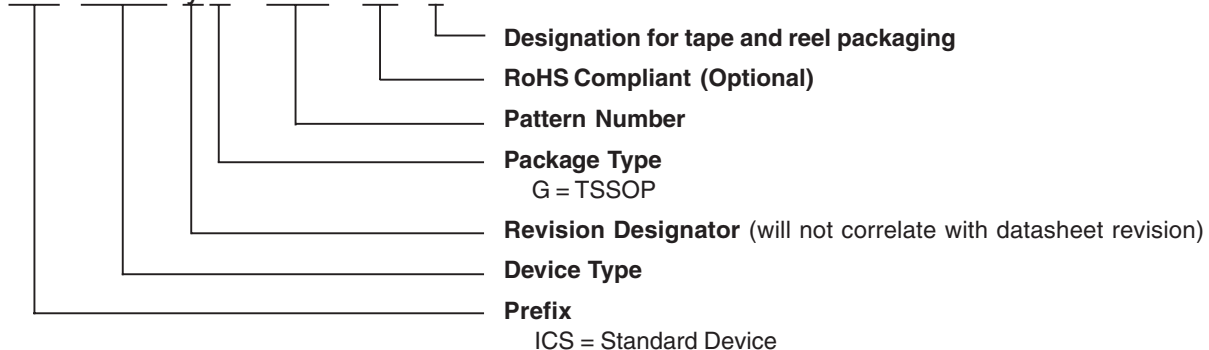 Designation for tape and reel packaging
RoHS Compliant (Optional)
Pattern Number
Package Type
G = TSSOP
Revision Designator (will not correlate with datasheet revision)
Device Type
Prefix
ICS = Standard Device